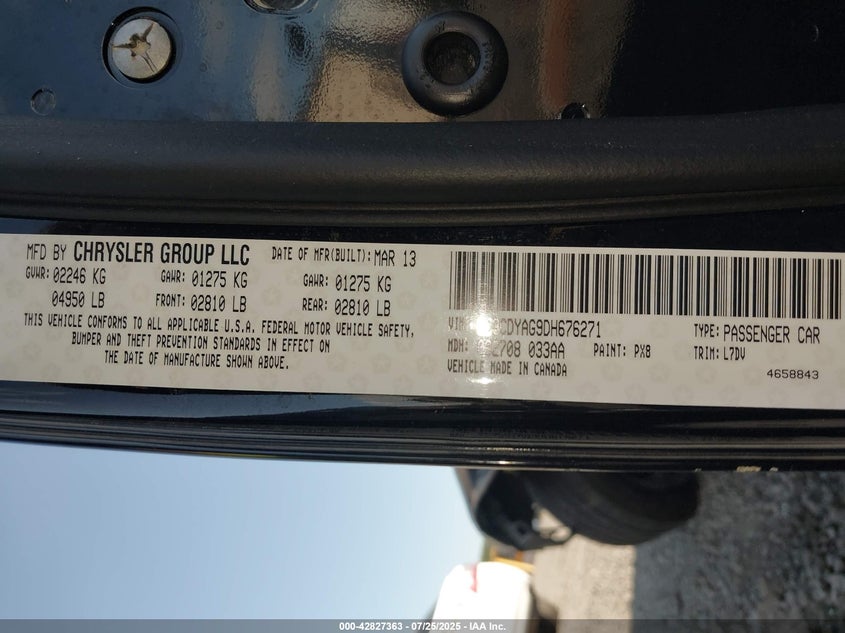 MFD BY CHRYSLER GROUP LLC
DATE OF MFR(BUILT): MAR 13
GVWR: 02246 KG
GAWR: 01275 KG
GAWR: 01275 KG
04950 LB
FRONT: 02810 LB
REAR: 02810 LB
THIS VEHICLE CONFORMS TO ALL APPLICABLE U.S.A. FEDERAL MOTOR VEHICLE SAFETY,
BUMPER AND THEFT PREVENTION STANDARDS IN EFFECT ON
THE DATE OF MANUFACTURE SHOWN ABOVE.
CDYAG9DH676271
TYPE: PASSENGER CAR
MDH: 2708 033AA
PAINT: PX8
TRIM: L7DV
VEHICLE MADE IN CANADA
4658843
000-42827363 | 07/25/2025 - IAA Inc.